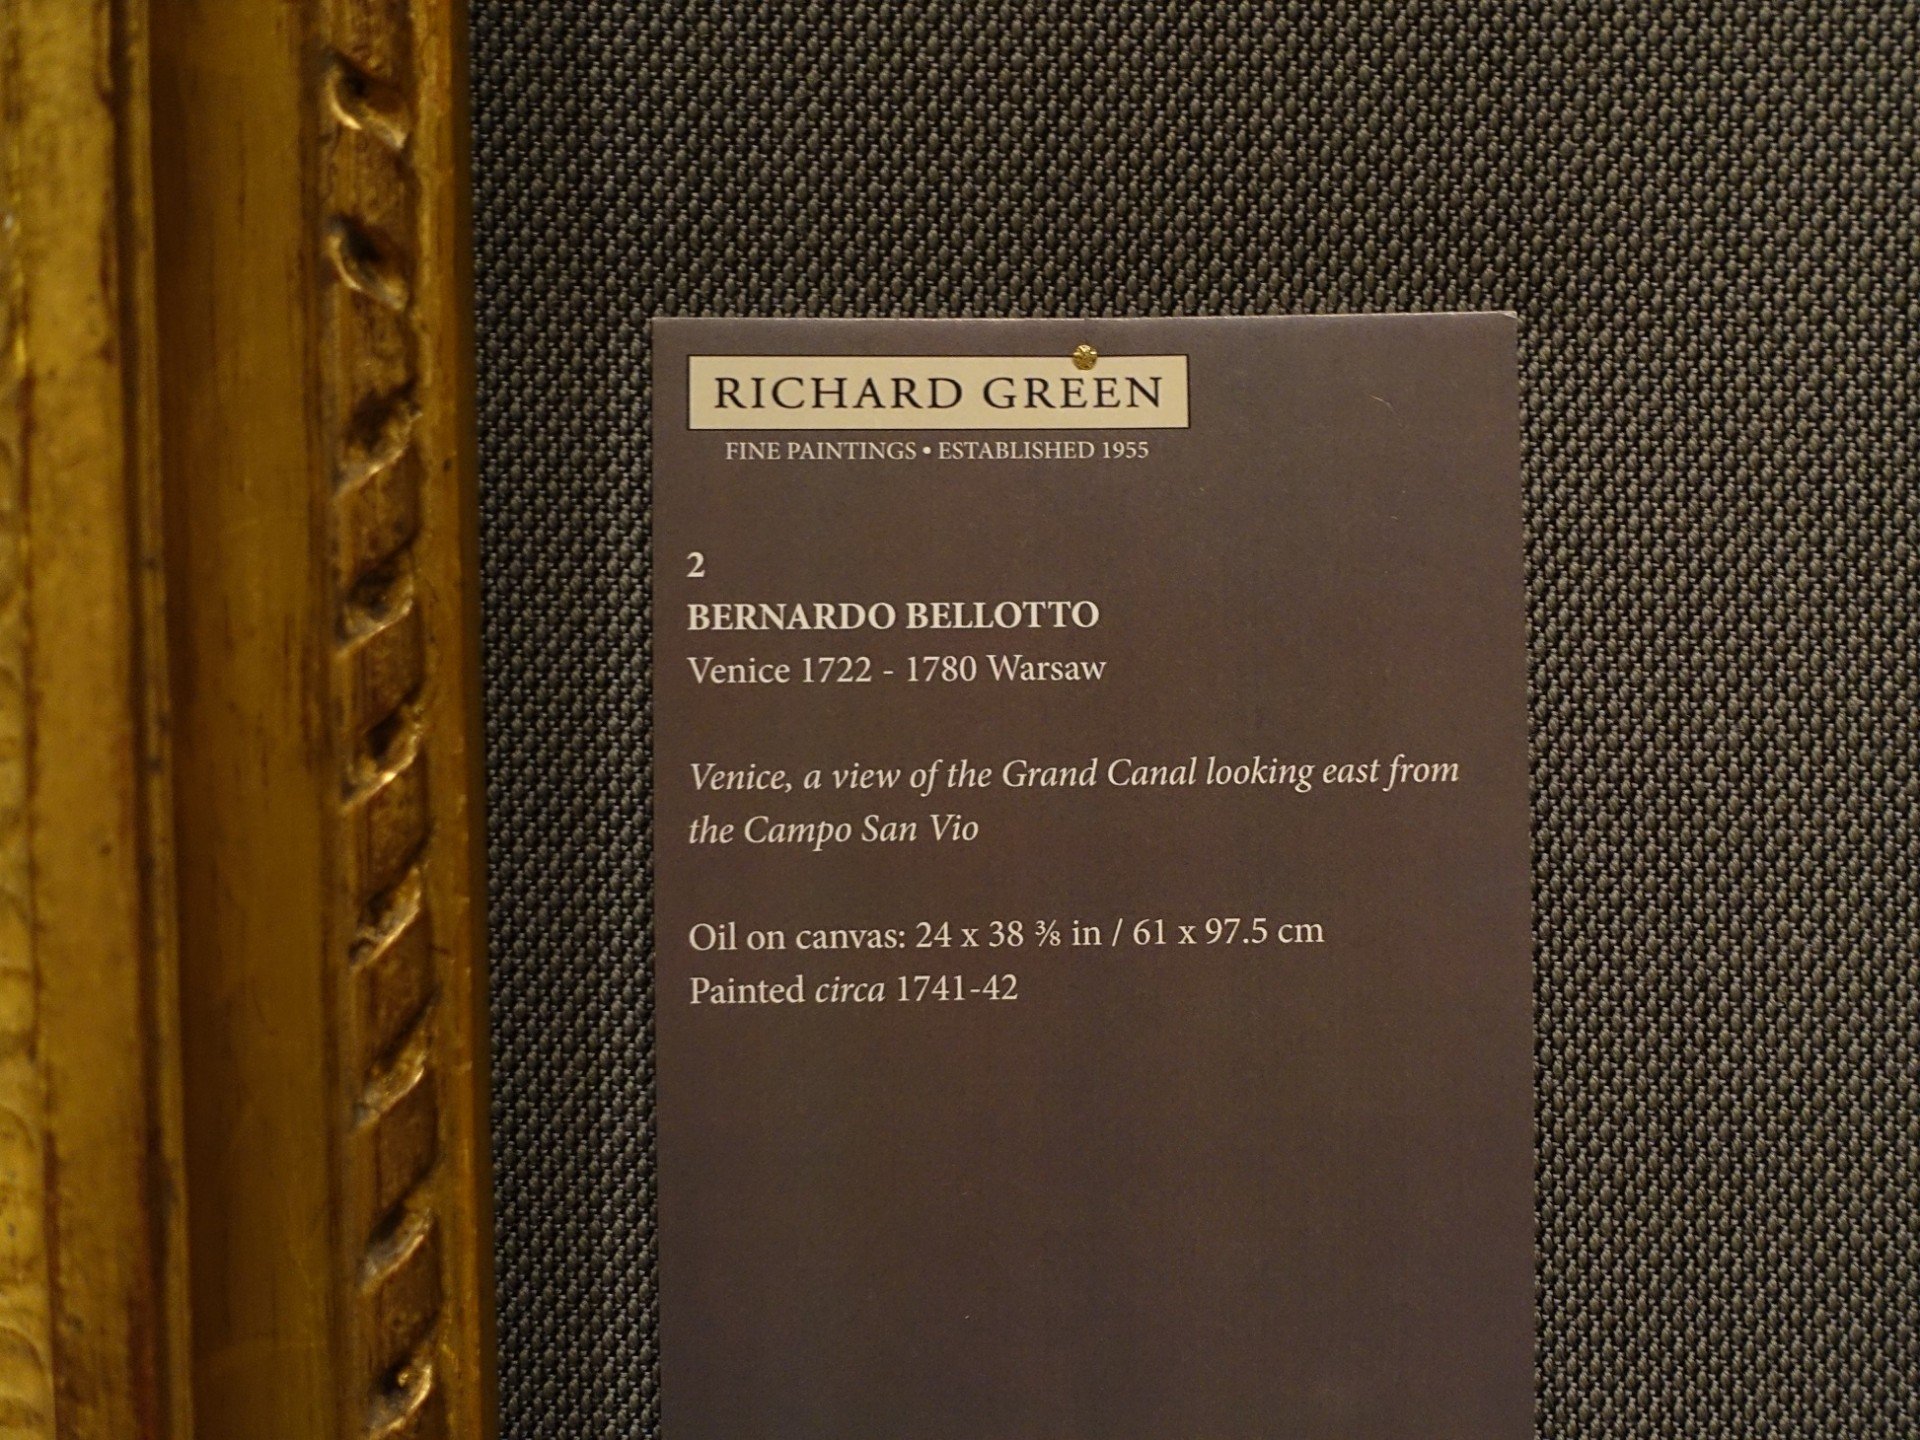 RICHARD GREEN
FINE PAINTINGS • ESTABLISHED 1955
2
BERNARDO BELLOTTO
Venice 1722 - 1780 Warsaw
Venice, a view of the Grand Canal looking east from
the Campo San Vio
Oil on canvas: 24 x 38 ⅜ in / 61 x 97.5 cm
Painted circa 1741-42